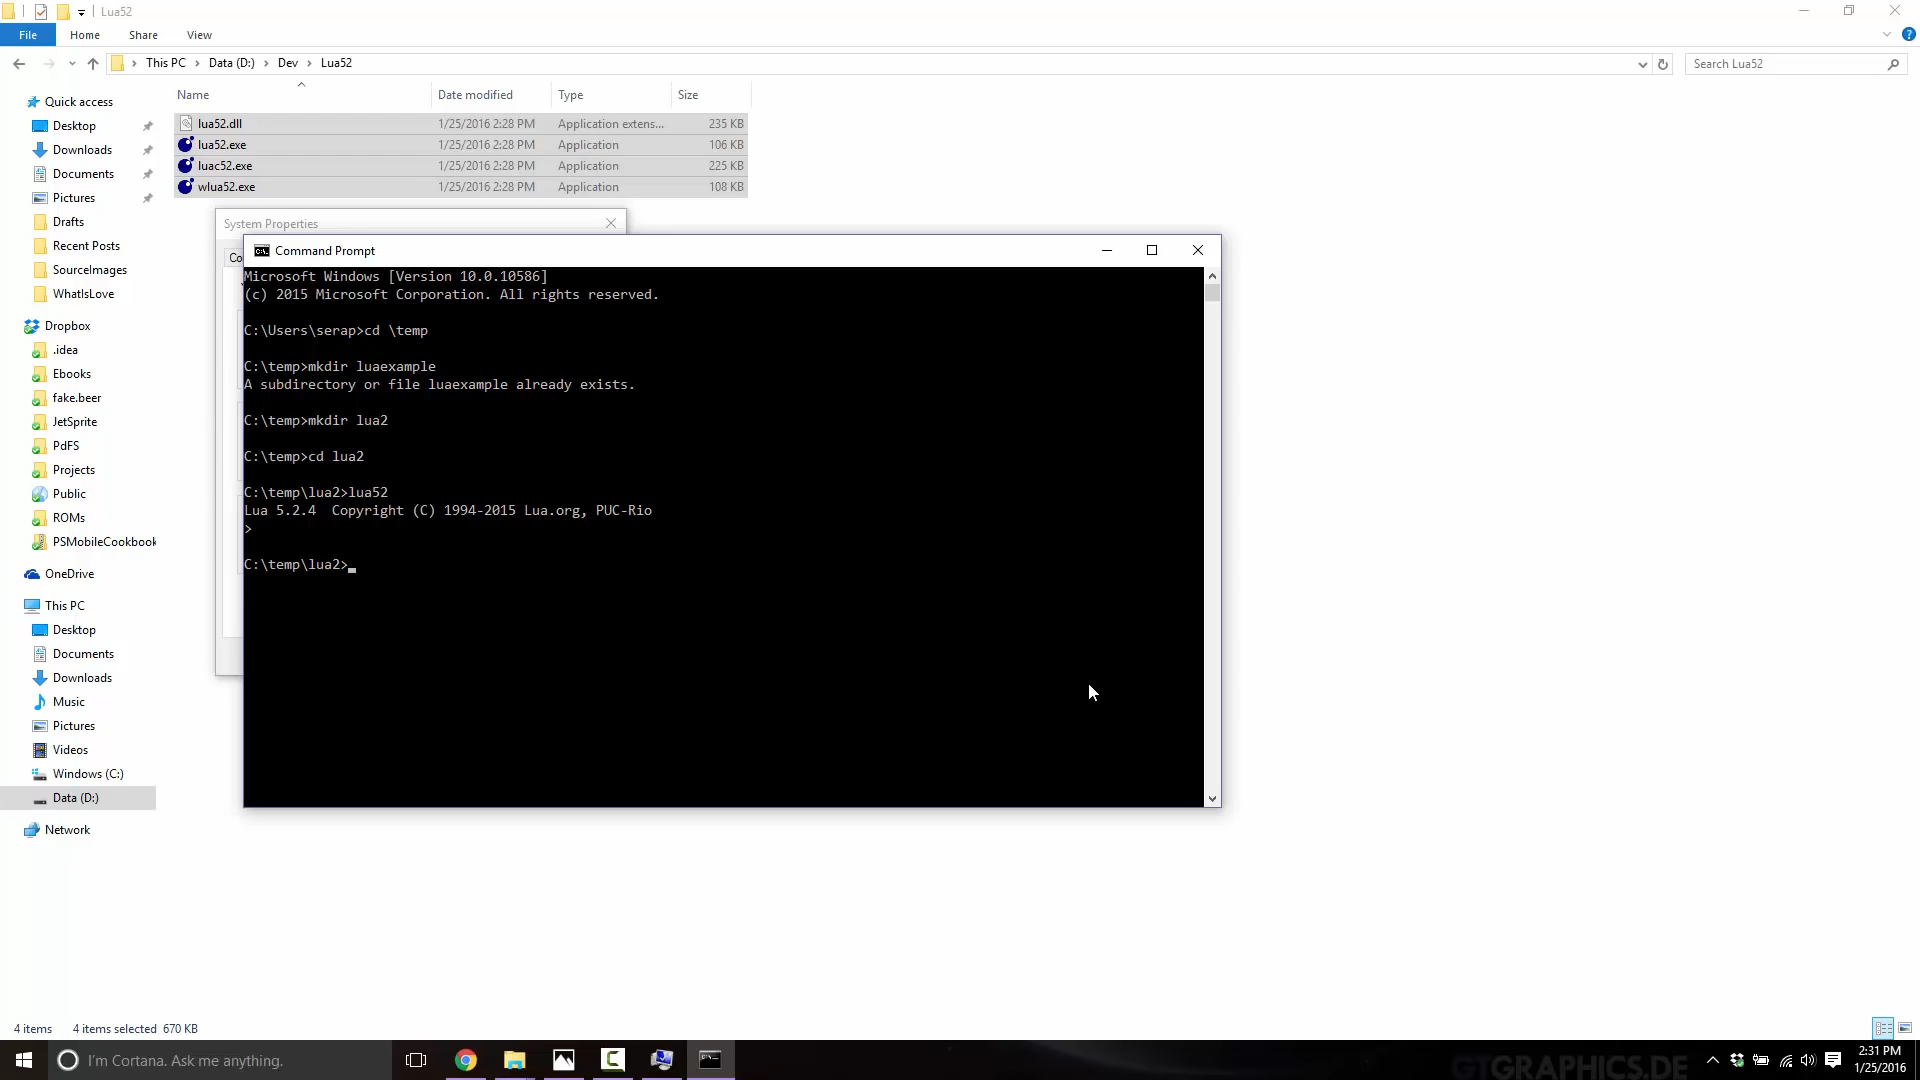 Lua52
File Home Share View
This PC Data (D:) Dev Lua52
Search Lua52
Name Date modified Type Size
lua52.dll 1/25/2016 2:28 PM Application extens... 235 KB
lua52.exe 1/25/2016 2:28 PM Application 106 KB
luac52.exe 1/25/2016 2:28 PM Application 225 KB
wlua52.exe 1/25/2016 2:28 PM Application 108 KB
Quick access
Desktop
Downloads
Documents
Pictures
Drafts
Recent Posts
SourceImages
WhatIsLove
Dropbox
.idea
Ebooks
fake.beer
JetSprite
PdFS
Projects
Public
ROMs
PSMobileCookbook
OneDrive
This PC
Desktop
Documents
Downloads
Music
Pictures
Videos
Windows (C:)
Data (D:)
Network
System Properties
Co
Command Prompt
Microsoft Windows [Version 10.0.10586]
(c) 2015 Microsoft Corporation. All rights reserved.
C:\Users\serap>cd \temp
C:\temp>mkdir luaexample
A subdirectory or file luaexample already exists.
C:\temp>mkdir lua2
C:\temp>cd lua2
C:\temp\lua2>lua52
Lua 5.2.4 Copyright (C) 1994-2015 Lua.org, PUC-Rio
>
C:\temp\lua2>
4 items 4 items selected 670 KB
I'm Cortana. Ask me anything.
GTGRAPHICS.DE
2:31 PM
1/25/2016